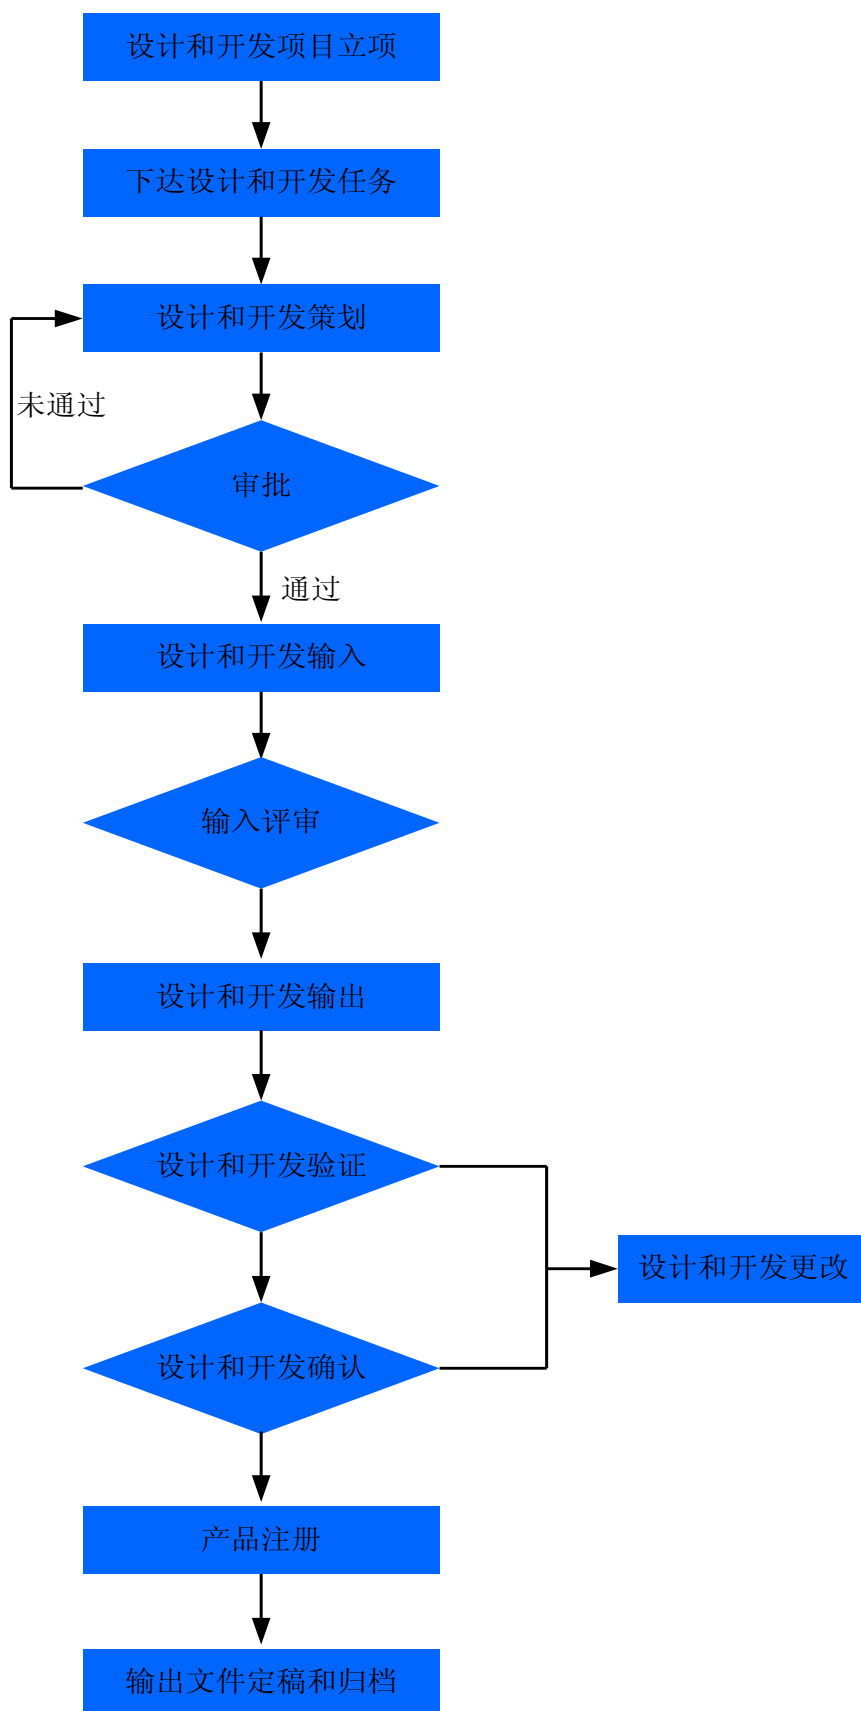 设计和开发项目立项
下达设计和开发任务
设计和开发策划
未通过
审批
通过
设计和开发输入
输入评审
设计和开发输出
设计和开发验证
设计和开发更改
设计和开发确认
产品注册
输出文件定稿和归档